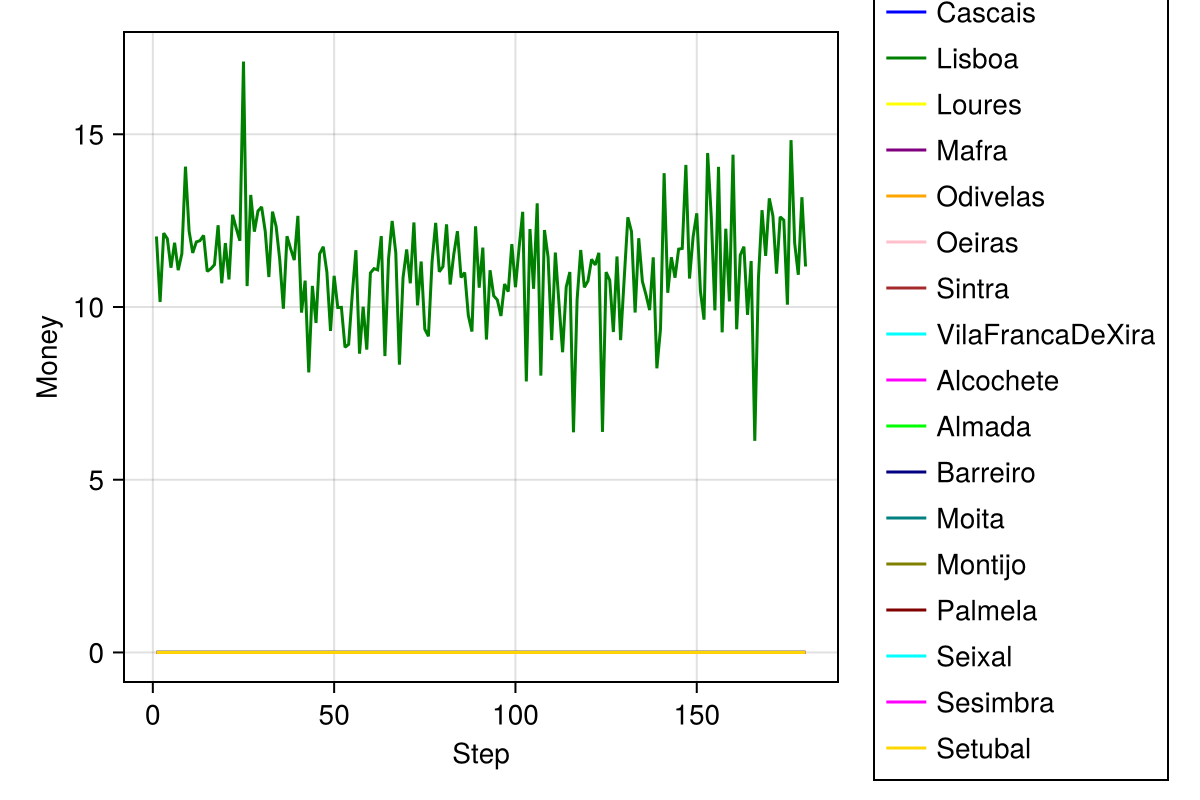 15
10
5
0
Money
0
50
100
150
Step
Cascais
Lisboa
Loures
Mafra
Odivelas
Oeiras
Sintra
VilaFrancaDeXira
Alcochete
Almada
Barreiro
Moita
Montijo
Palmela
Seixal
Sesimbra
Setubal